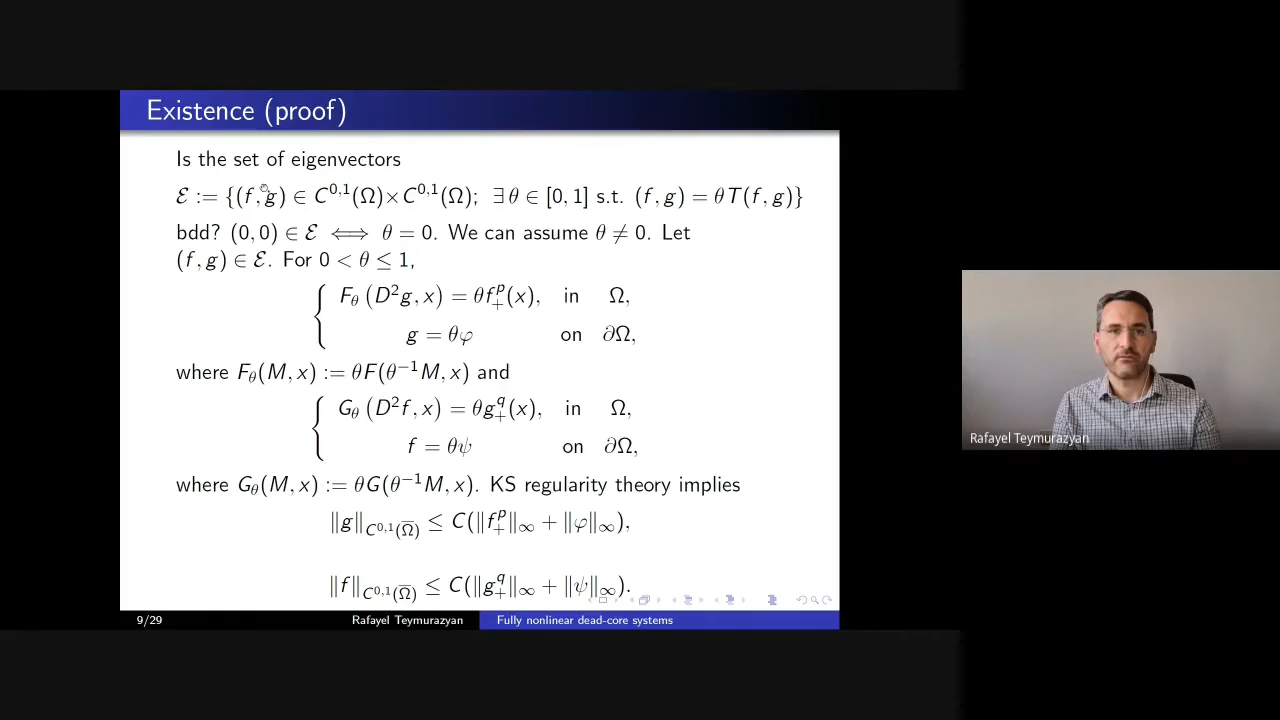 Existence (proof)
Is the set of eigenvectors
ℰ := {(f, g) ∈ C^{0,1}(Ω)×C^{0,1}(Ω); ∃ θ ∈ [0, 1] s.t. (f, g) = θT(f, g)}
bdd? (0, 0) ∈ ℰ ⟺ θ = 0. We can assume θ ≠ 0. Let
(f, g) ∈ ℰ. For 0 < θ ≤ 1,
{ F_θ (D²g, x) = θf_+^p(x), in Ω,
g = θφ on ∂Ω,
where F_θ(M, x) := θF(θ^{−1}M, x) and
{ G_θ (D²f, x) = θg_+^q(x), in Ω,
f = θψ on ∂Ω,
where G_θ(M, x) := θG(θ^{−1}M, x). KS regularity theory implies
‖g‖_{C^{0,1}(Ω̅)} ≤ C(‖f_+^p‖_∞ + ‖φ‖_∞),
‖f‖_{C^{0,1}(Ω̅)} ≤ C(‖g_+^q‖_∞ + ‖ψ‖_∞).
9/29 Rafayel Teymurazyan Fully nonlinear dead-core systems
Rafayel Teymurazyan